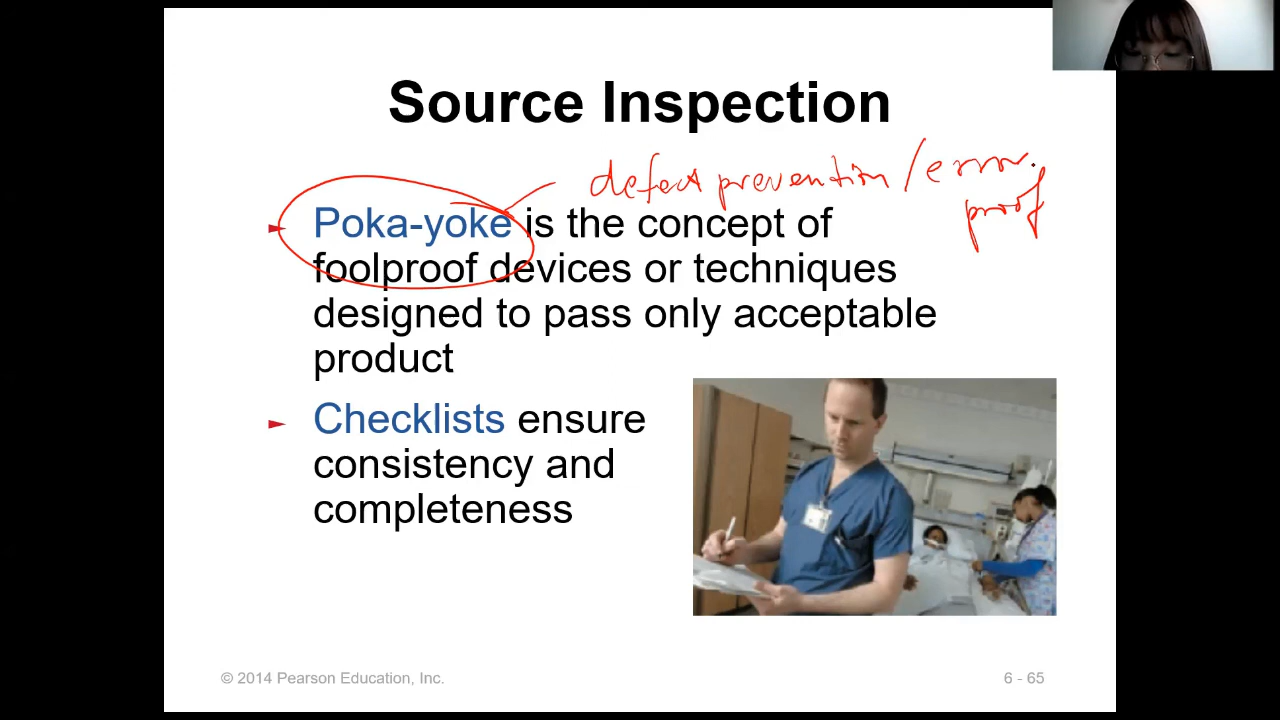 Source Inspection
defect prevention / error
proof
► Poka-yoke is the concept of
foolproof devices or techniques
designed to pass only acceptable
product
► Checklists ensure
consistency and
completeness
© 2014 Pearson Education, Inc.
6 - 65